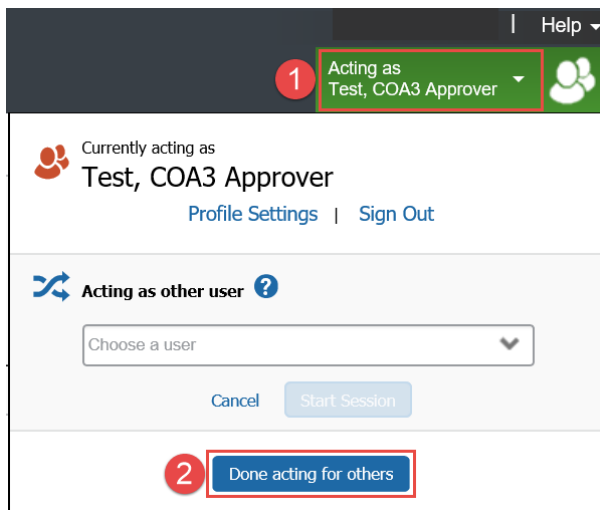 | Help
1
Acting as
Test, COA3 Approver
Currently acting as
Test, COA3 Approver
Profile Settings | Sign Out
Acting as other user ?
Choose a user
Cancel Start Session
2 Done acting for others